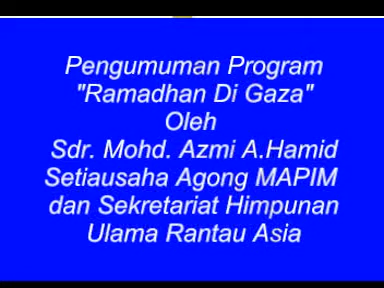 Pengumuman Program
"Ramadhan Di Gaza"
Oleh
Sdr. Mohd. Azmi A.Hamid
Setiausaha Agong MAPIM
dan Sekretariat Himpunan
Ulama Rantau Asia